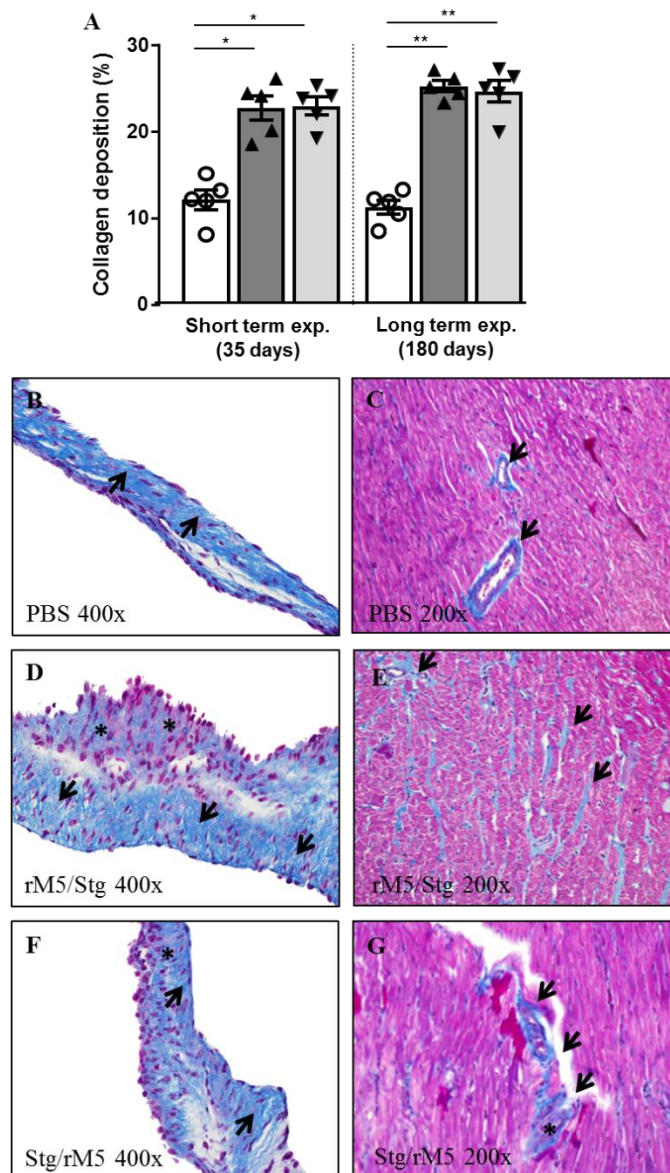 A
* **
* **
Collagen deposition (%)
30
20
10
0
Short term exp. Long term exp.
(35 days) (180 days)
B
PBS 400x
C
PBS 200x
D
* *
rM5/Stg 400x
E
rM5/Stg 200x
F
*
Stg/rM5 400x
G
*
Stg/rM5 200x